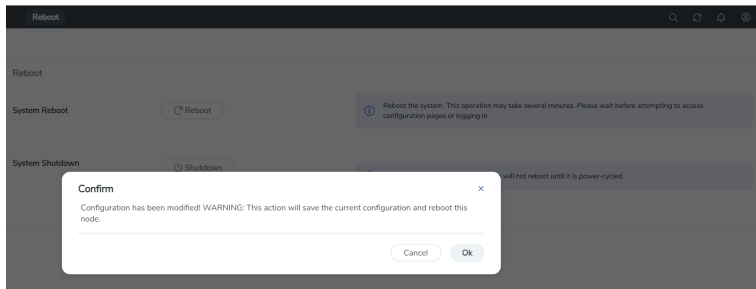 Reboot
Reboot
System Reboot
Reboot
Reboot the system. This operation may take several minutes. Please wait before attempting to access
configuration pages or logging in.
System Shutdown
Shutdown
will not reboot until it is power-cycled.
Confirm
Configuration has been modified! WARNING: This action will save the current configuration and reboot this
node.
Cancel
Ok